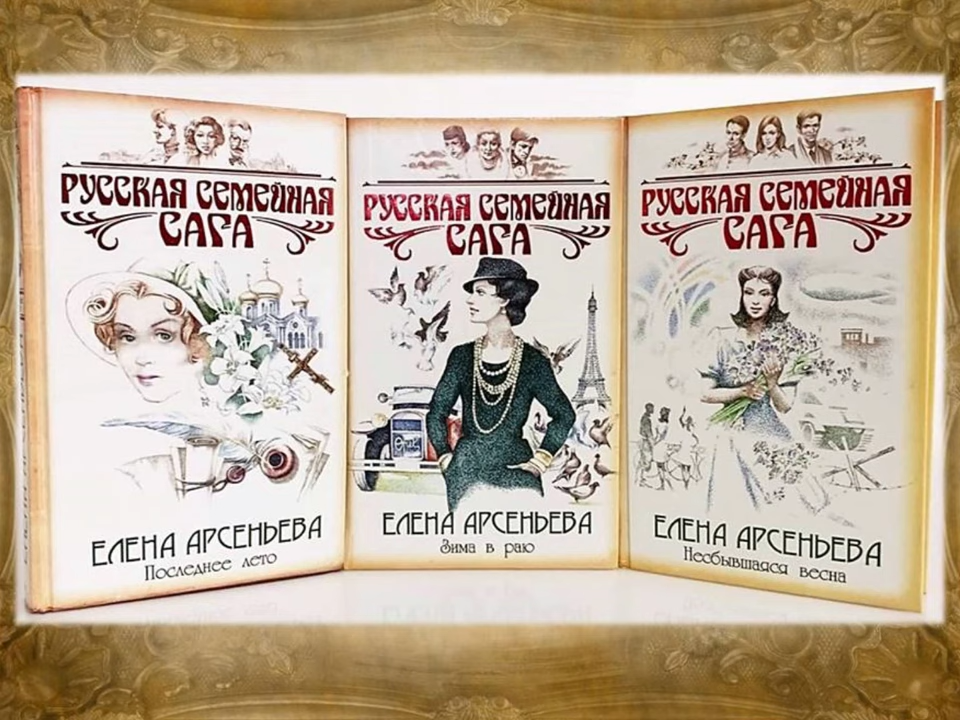 РУССКАЯ СЕМЕЙНАЯ
САГА
ЕЛЕНА АРСЕНЬЕВА
Последнее лето
РУССКАЯ СЕМЕЙНАЯ
САГА
ЕЛЕНА АРСЕНЬЕВА
Зима в раю
РУССКАЯ СЕМЕЙНАЯ
САГА
ЕЛЕНА АРСЕНЬЕВА
Несбывшаяся весна